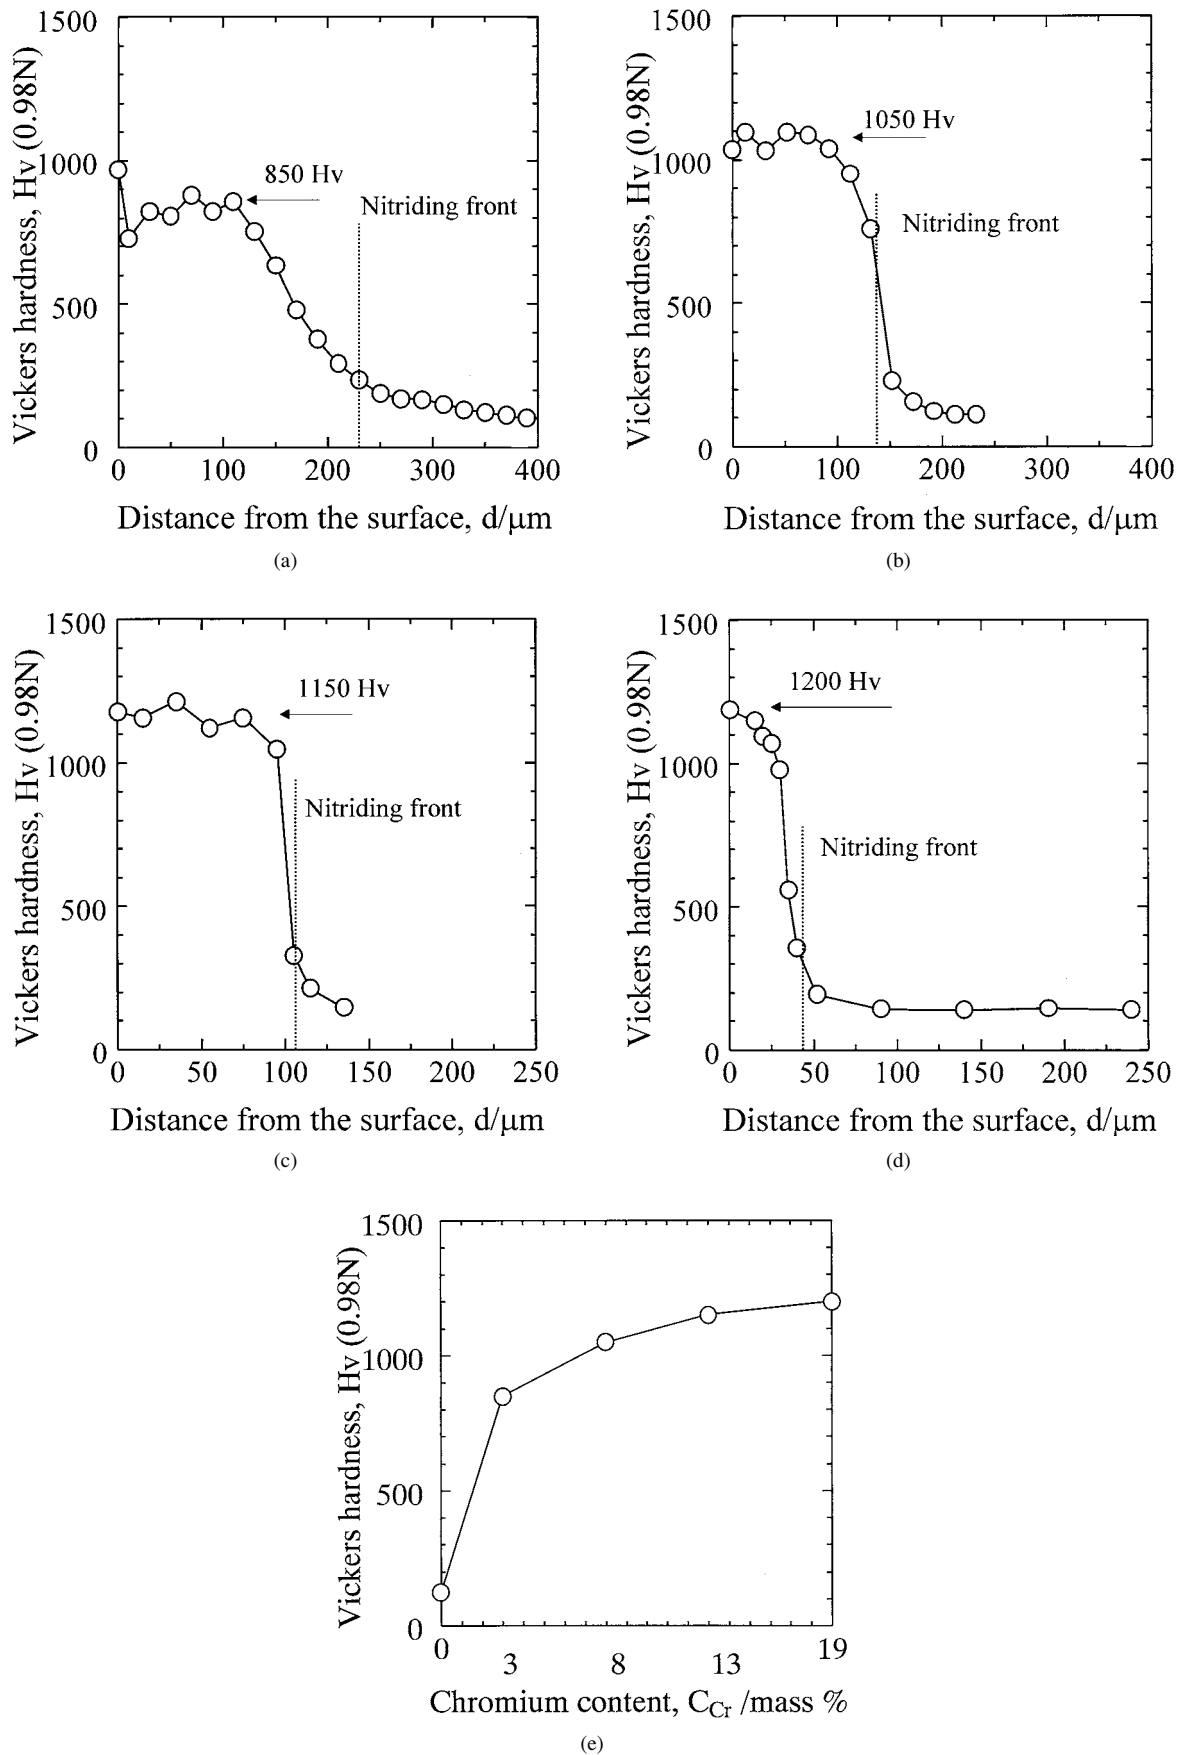 1500
1000
500
0
Vickers hardness, Hv (0.98N)
850 Hv
Nitriding front
0 100 200 300 400
Distance from the surface, d/μm
(a)
1500
1000
500
0
Vickers hardness, Hv (0.98N)
1050 Hv
Nitriding front
0 100 200 300 400
Distance from the surface, d/μm
(b)
1500
1000
500
0
Vickers hardness, Hv (0.98N)
1150 Hv
Nitriding front
0 50 100 150 200 250
Distance from the surface, d/μm
(c)
1500
1000
500
0
Vickers hardness, Hv (0.98N)
1200 Hv
Nitriding front
0 50 100 150 200 250
Distance from the surface, d/μm
(d)
1500
1000
500
0
Vickers hardness, Hv (0.98N)
0 3 8 13 19
Chromium content, C_Cr /mass %
(e)